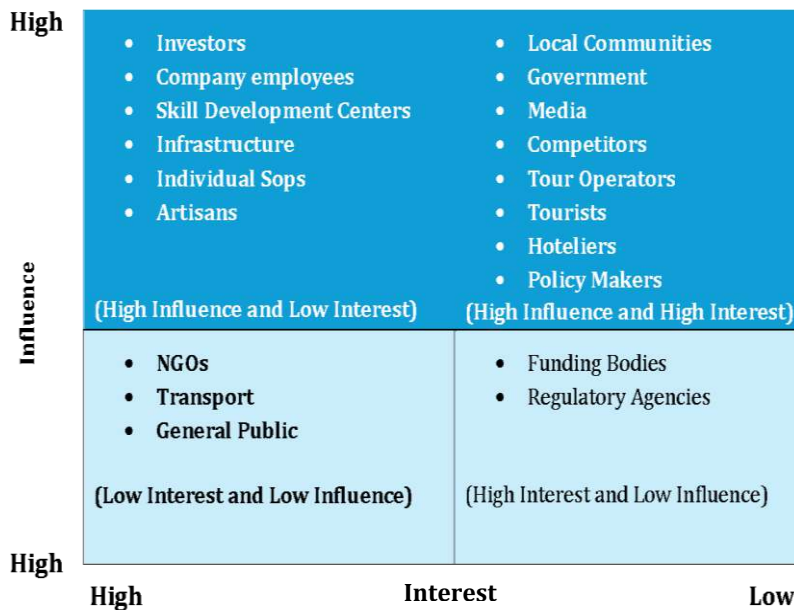 High
• Investors
• Company employees
• Skill Development Centers
• Infrastructure
• Individual Sops
• Artisans
(High Influence and Low Interest)
• Local Communities
• Government
• Media
• Competitors
• Tour Operators
• Tourists
• Hoteliers
• Policy Makers
(High Influence and High Interest)
Influence
• NGOs
• Transport
• General Public
(Low Interest and Low Influence)
• Funding Bodies
• Regulatory Agencies
(High Interest and Low Influence)
High
High
Interest
Low